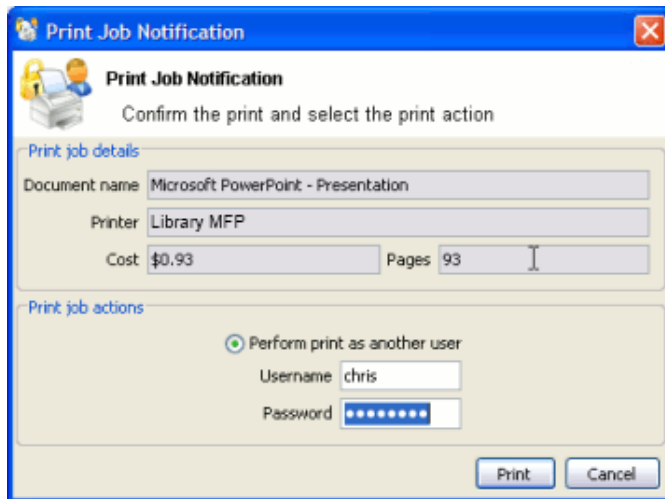 Print Job Notification
Print Job Notification
Confirm the print and select the print action
Print job details
Document name Microsoft PowerPoint - Presentation
Printer Library MFP
Cost $0.93 Pages 93
Print job actions
Perform print as another user
Username chris
Password ●●●●●●●●
Print Cancel